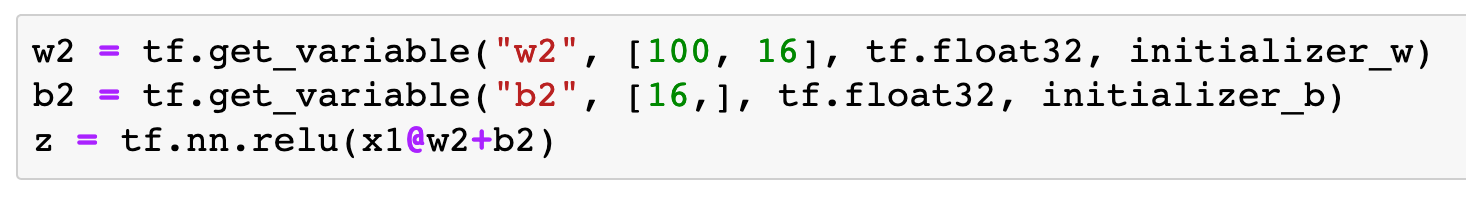 w2 = tf.get_variable("w2", [100, 16], tf.float32, initializer_w)
b2 = tf.get_variable("b2", [16,], tf.float32, initializer_b)
z = tf.nn.relu(x1@w2+b2)